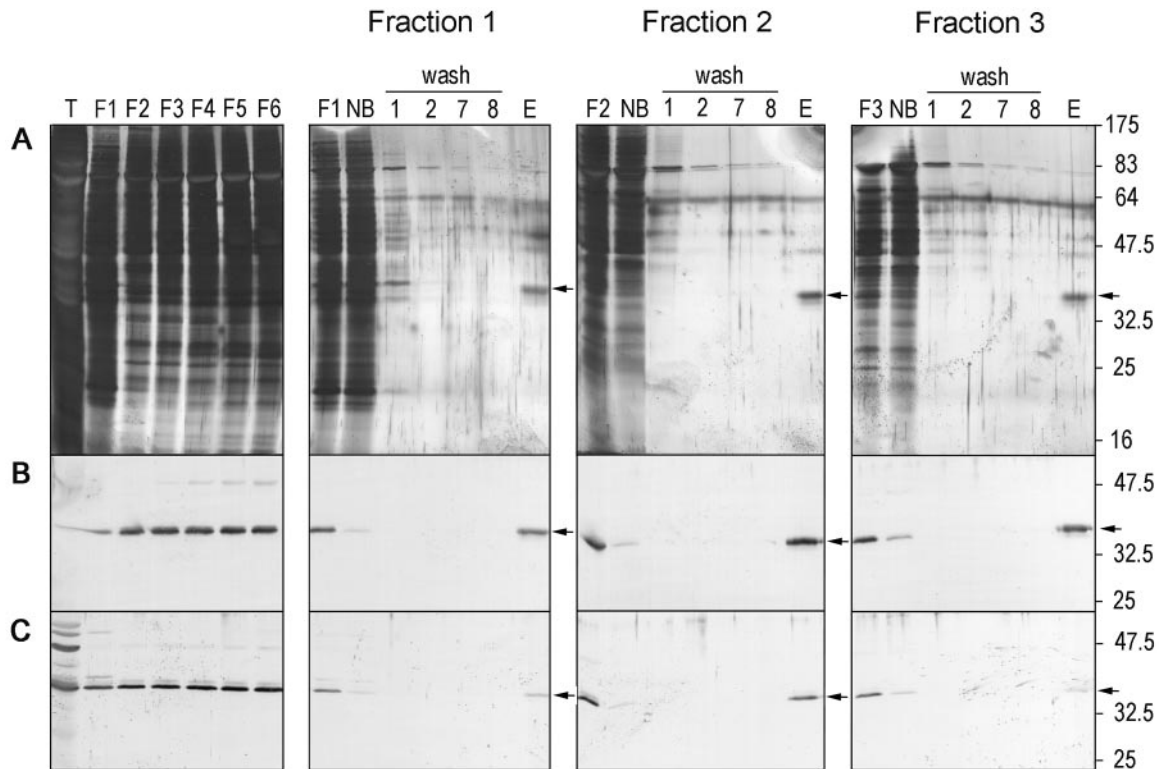 Fraction 1 Fraction 2 Fraction 3
wash wash wash
T F1 F2 F3 F4 F5 F6 F1 NB 1 2 7 8 E F2 NB 1 2 7 8 E F3 NB 1 2 7 8 E
A 175
83
64
47.5
32.5
25
16
B 47.5
32.5
25
C 47.5
32.5
25